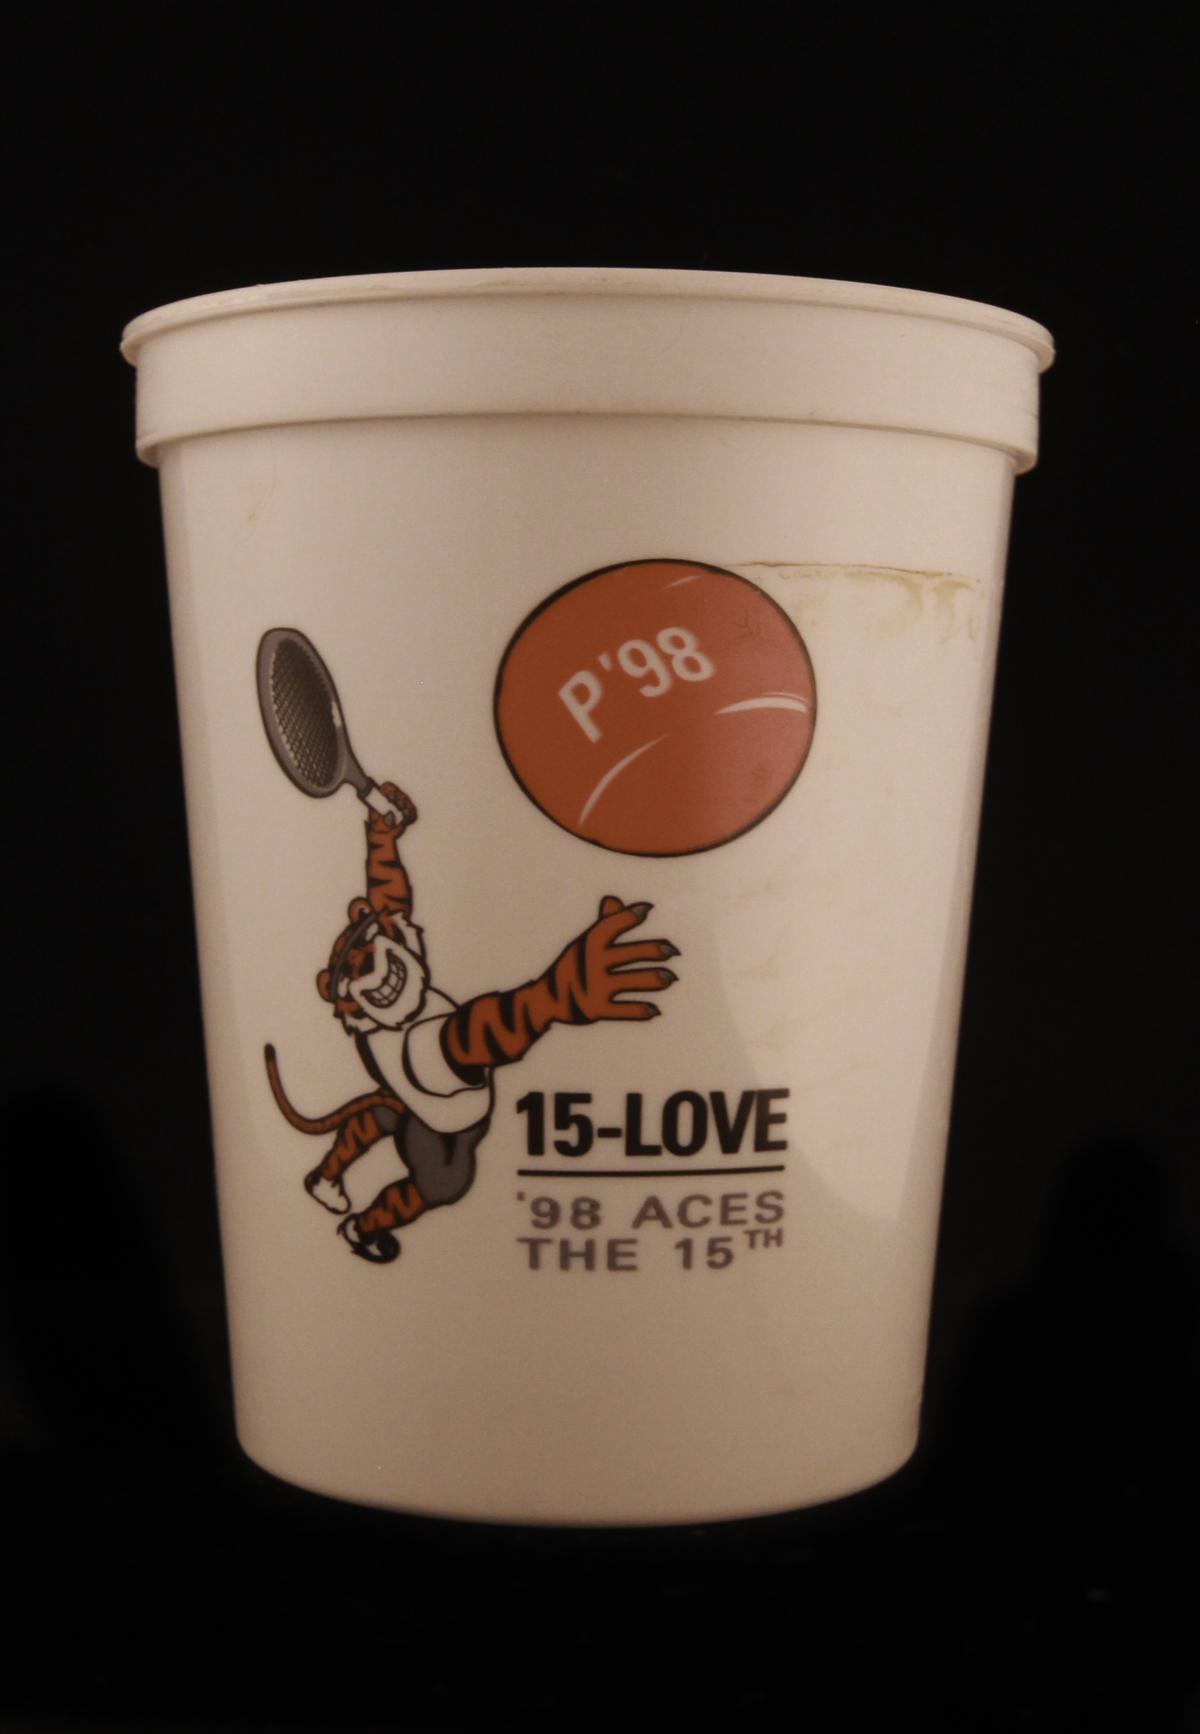 P'98
15-LOVE
'98 ACES
THE 15TH